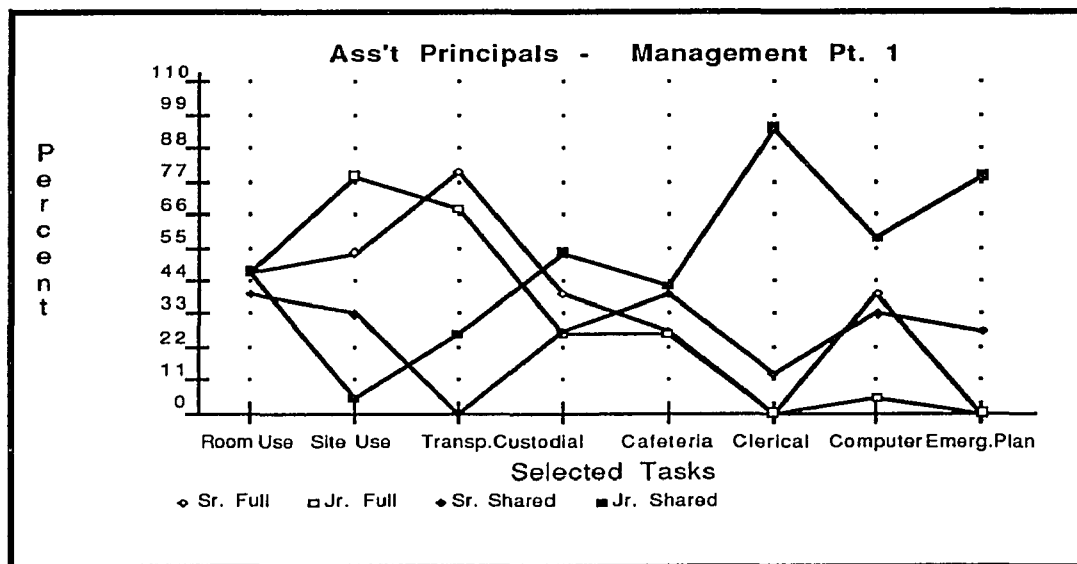 Ass't Principals - Management Pt. 1
Percent
110
99
88
77
66
55
44
33
22
11
0
Room Use Site Use Transp. Custodial Cafeteria Clerical Computer Emerg. Plan
Selected Tasks
Sr. Full Jr. Full Sr. Shared Jr. Shared